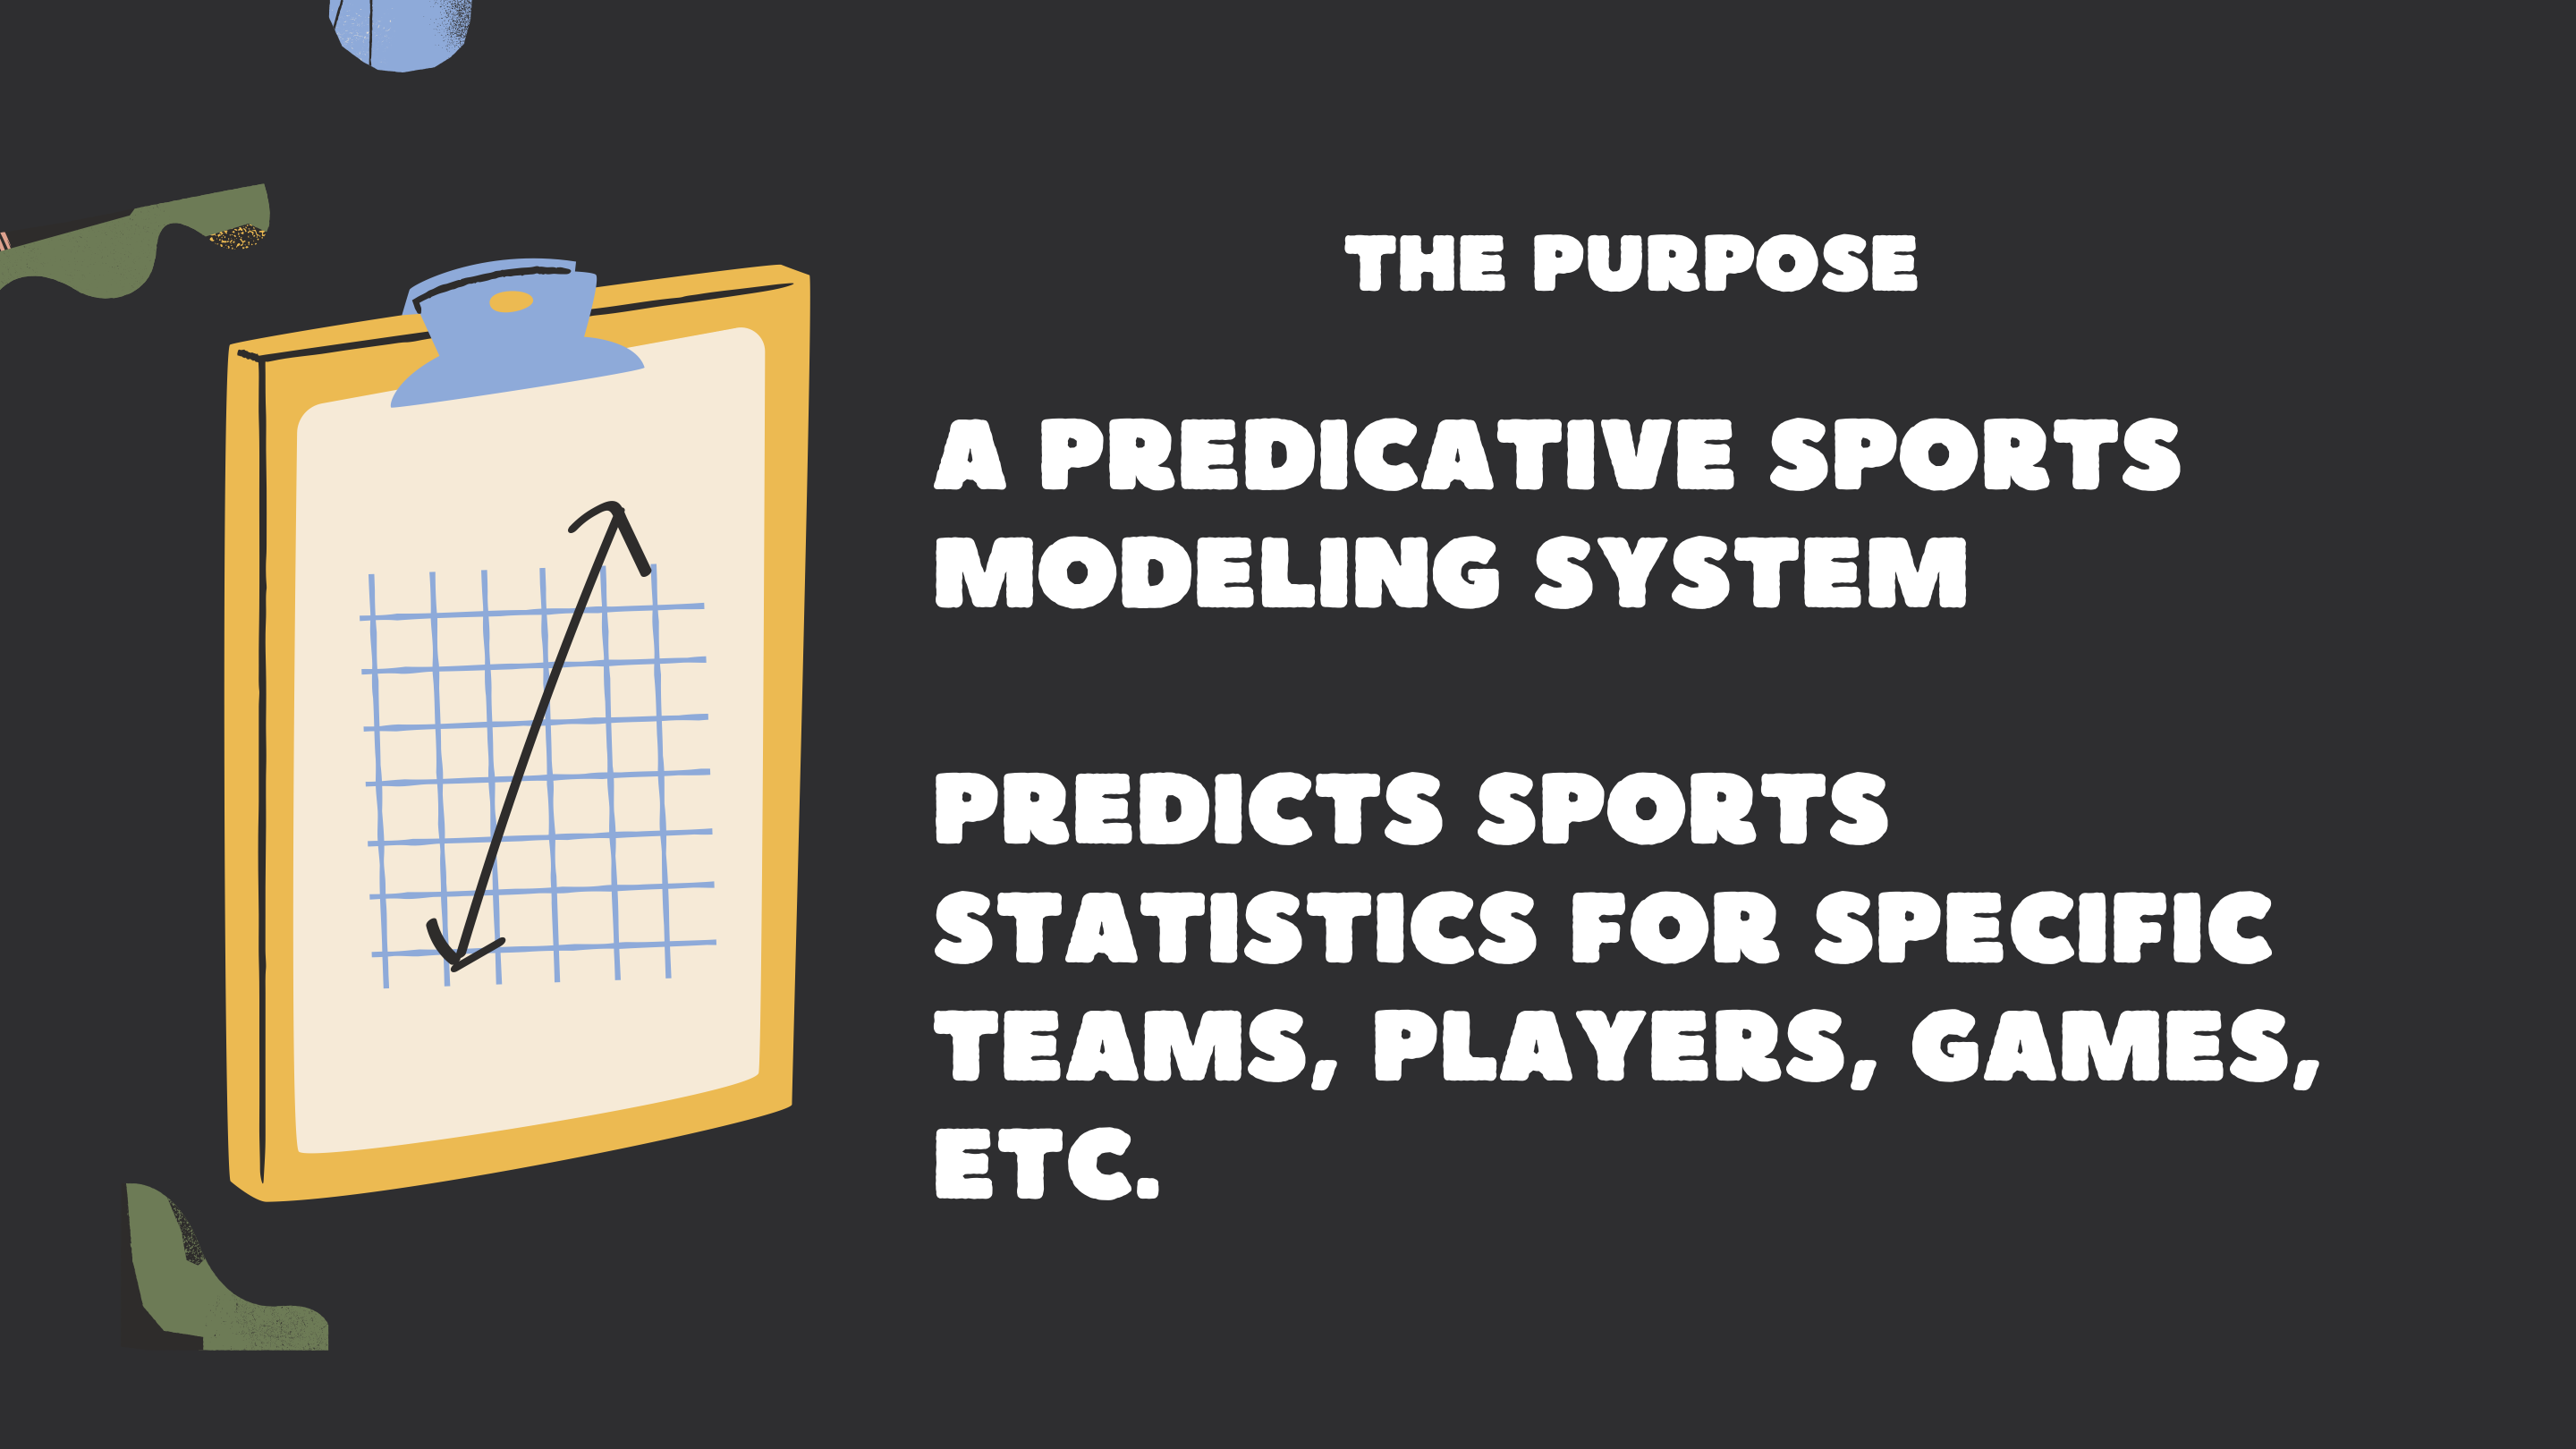 THE PURPOSE
A PREDICATIVE SPORTS
MODELING SYSTEM
PREDICTS SPORTS
STATISTICS FOR SPECIFIC
TEAMS, PLAYERS, GAMES,
ETC.